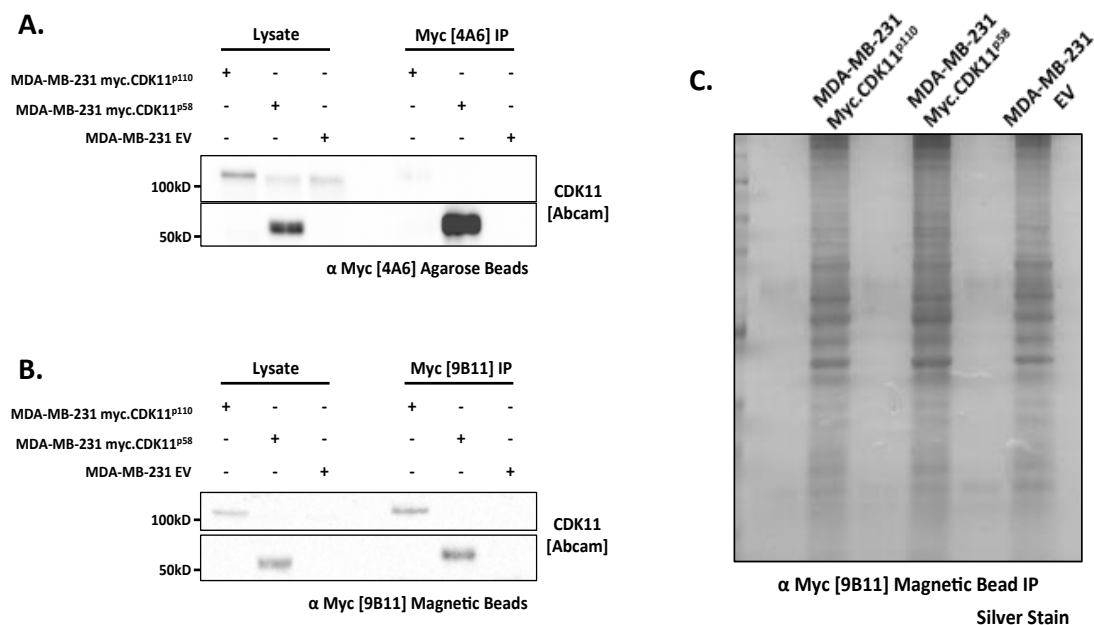 A.
Lysate
Myc [4A6] IP
MDA-MB-231 myc.CDK11p110
+ - - + - -
MDA-MB-231 myc.CDK11p58
- + - - + -
MDA-MB-231 EV
- - + - - +
100kD
50kD
CDK11
[Abcam]
α Myc [4A6] Agarose Beads
B.
Lysate
Myc [9B11] IP
MDA-MB-231 myc.CDK11p110
+ - - + - -
MDA-MB-231 myc.CDK11p58
- + - - + -
MDA-MB-231 EV
- - + - - +
100kD
50kD
CDK11
[Abcam]
α Myc [9B11] Magnetic Beads
C.
MDA-MB-231
Myc.CDK11p110
MDA-MB-231
Myc.CDK11p58
MDA-MB-231
EV
α Myc [9B11] Magnetic Bead IP
Silver Stain